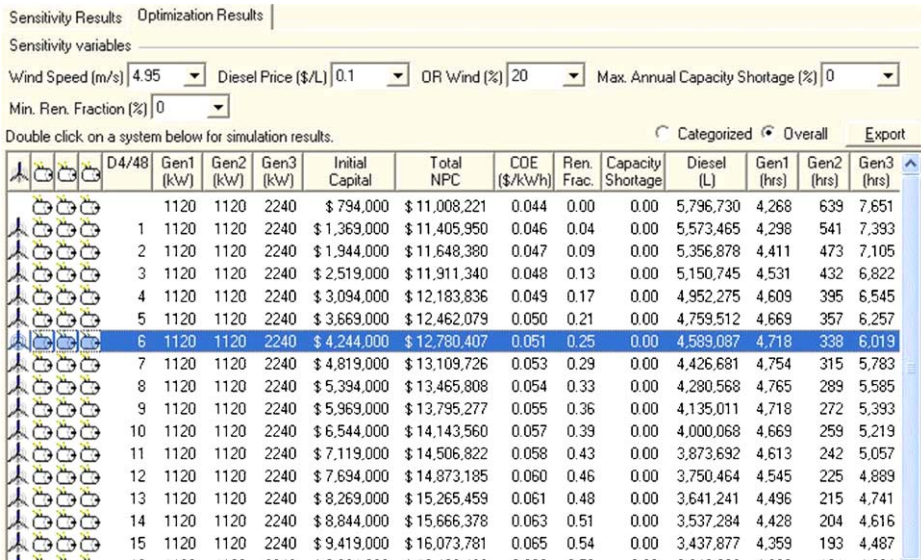 Sensitivity Results Optimization Results
Sensitivity variables
Wind Speed (m/s) 4.95 Diesel Price ($/L) 0.1 OR Wind (%) 20 Max. Annual Capacity Shortage (%) 0
Min. Ren. Fraction (%) 0
Double click on a system below for simulation results. Categorized Overall Export
D4/48 Gen1 (kW) Gen2 (kW) Gen3 (kW) Initial Capital Total NPC COE ($/kWh) Ren. Frac. Capacity Shortage Diesel (L) Gen1 (hrs) Gen2 (hrs) Gen3 (hrs)
1120 1120 2240 $ 794,000 $ 11,008,221 0.044 0.00 0.00 5,796,730 4,268 639 7,651
1 1120 1120 2240 $ 1,369,000 $ 11,405,950 0.046 0.04 0.00 5,573,465 4,298 541 7,393
2 1120 1120 2240 $ 1,944,000 $ 11,648,380 0.047 0.09 0.00 5,356,878 4,411 473 7,105
3 1120 1120 2240 $ 2,519,000 $ 11,911,340 0.048 0.13 0.00 5,150,745 4,531 432 6,822
4 1120 1120 2240 $ 3,094,000 $ 12,183,836 0.049 0.17 0.00 4,952,275 4,609 395 6,545
5 1120 1120 2240 $ 3,669,000 $ 12,462,079 0.050 0.21 0.00 4,759,512 4,669 357 6,257
6 1120 1120 2240 $ 4,244,000 $ 12,780,407 0.051 0.25 0.00 4,589,087 4,718 338 6,019
7 1120 1120 2240 $ 4,819,000 $ 13,109,726 0.053 0.29 0.00 4,426,681 4,754 315 5,783
8 1120 1120 2240 $ 5,394,000 $ 13,465,808 0.054 0.33 0.00 4,280,568 4,765 289 5,585
9 1120 1120 2240 $ 5,969,000 $ 13,795,277 0.055 0.36 0.00 4,135,011 4,718 272 5,393
10 1120 1120 2240 $ 6,544,000 $ 14,143,560 0.057 0.39 0.00 4,000,068 4,669 259 5,219
11 1120 1120 2240 $ 7,119,000 $ 14,506,822 0.058 0.43 0.00 3,873,692 4,613 242 5,057
12 1120 1120 2240 $ 7,694,000 $ 14,873,185 0.060 0.46 0.00 3,750,464 4,545 225 4,889
13 1120 1120 2240 $ 8,269,000 $ 15,265,459 0.061 0.48 0.00 3,641,241 4,496 215 4,741
14 1120 1120 2240 $ 8,844,000 $ 15,666,378 0.063 0.51 0.00 3,537,284 4,428 204 4,616
15 1120 1120 2240 $ 9,419,000 $ 16,073,781 0.065 0.54 0.00 3,437,877 4,359 193 4,487